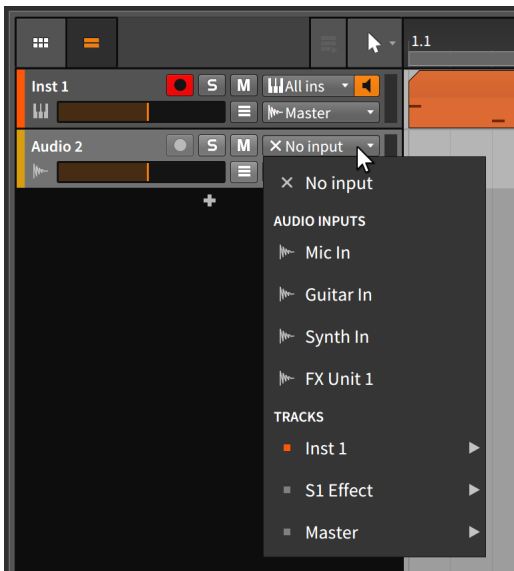 1.1
Inst 1 S M All ins
Master
Audio 2 S M No input
No input
AUDIO INPUTS
Mic In
Guitar In
Synth In
FX Unit 1
TRACKS
Inst 1
S1 Effect
Master